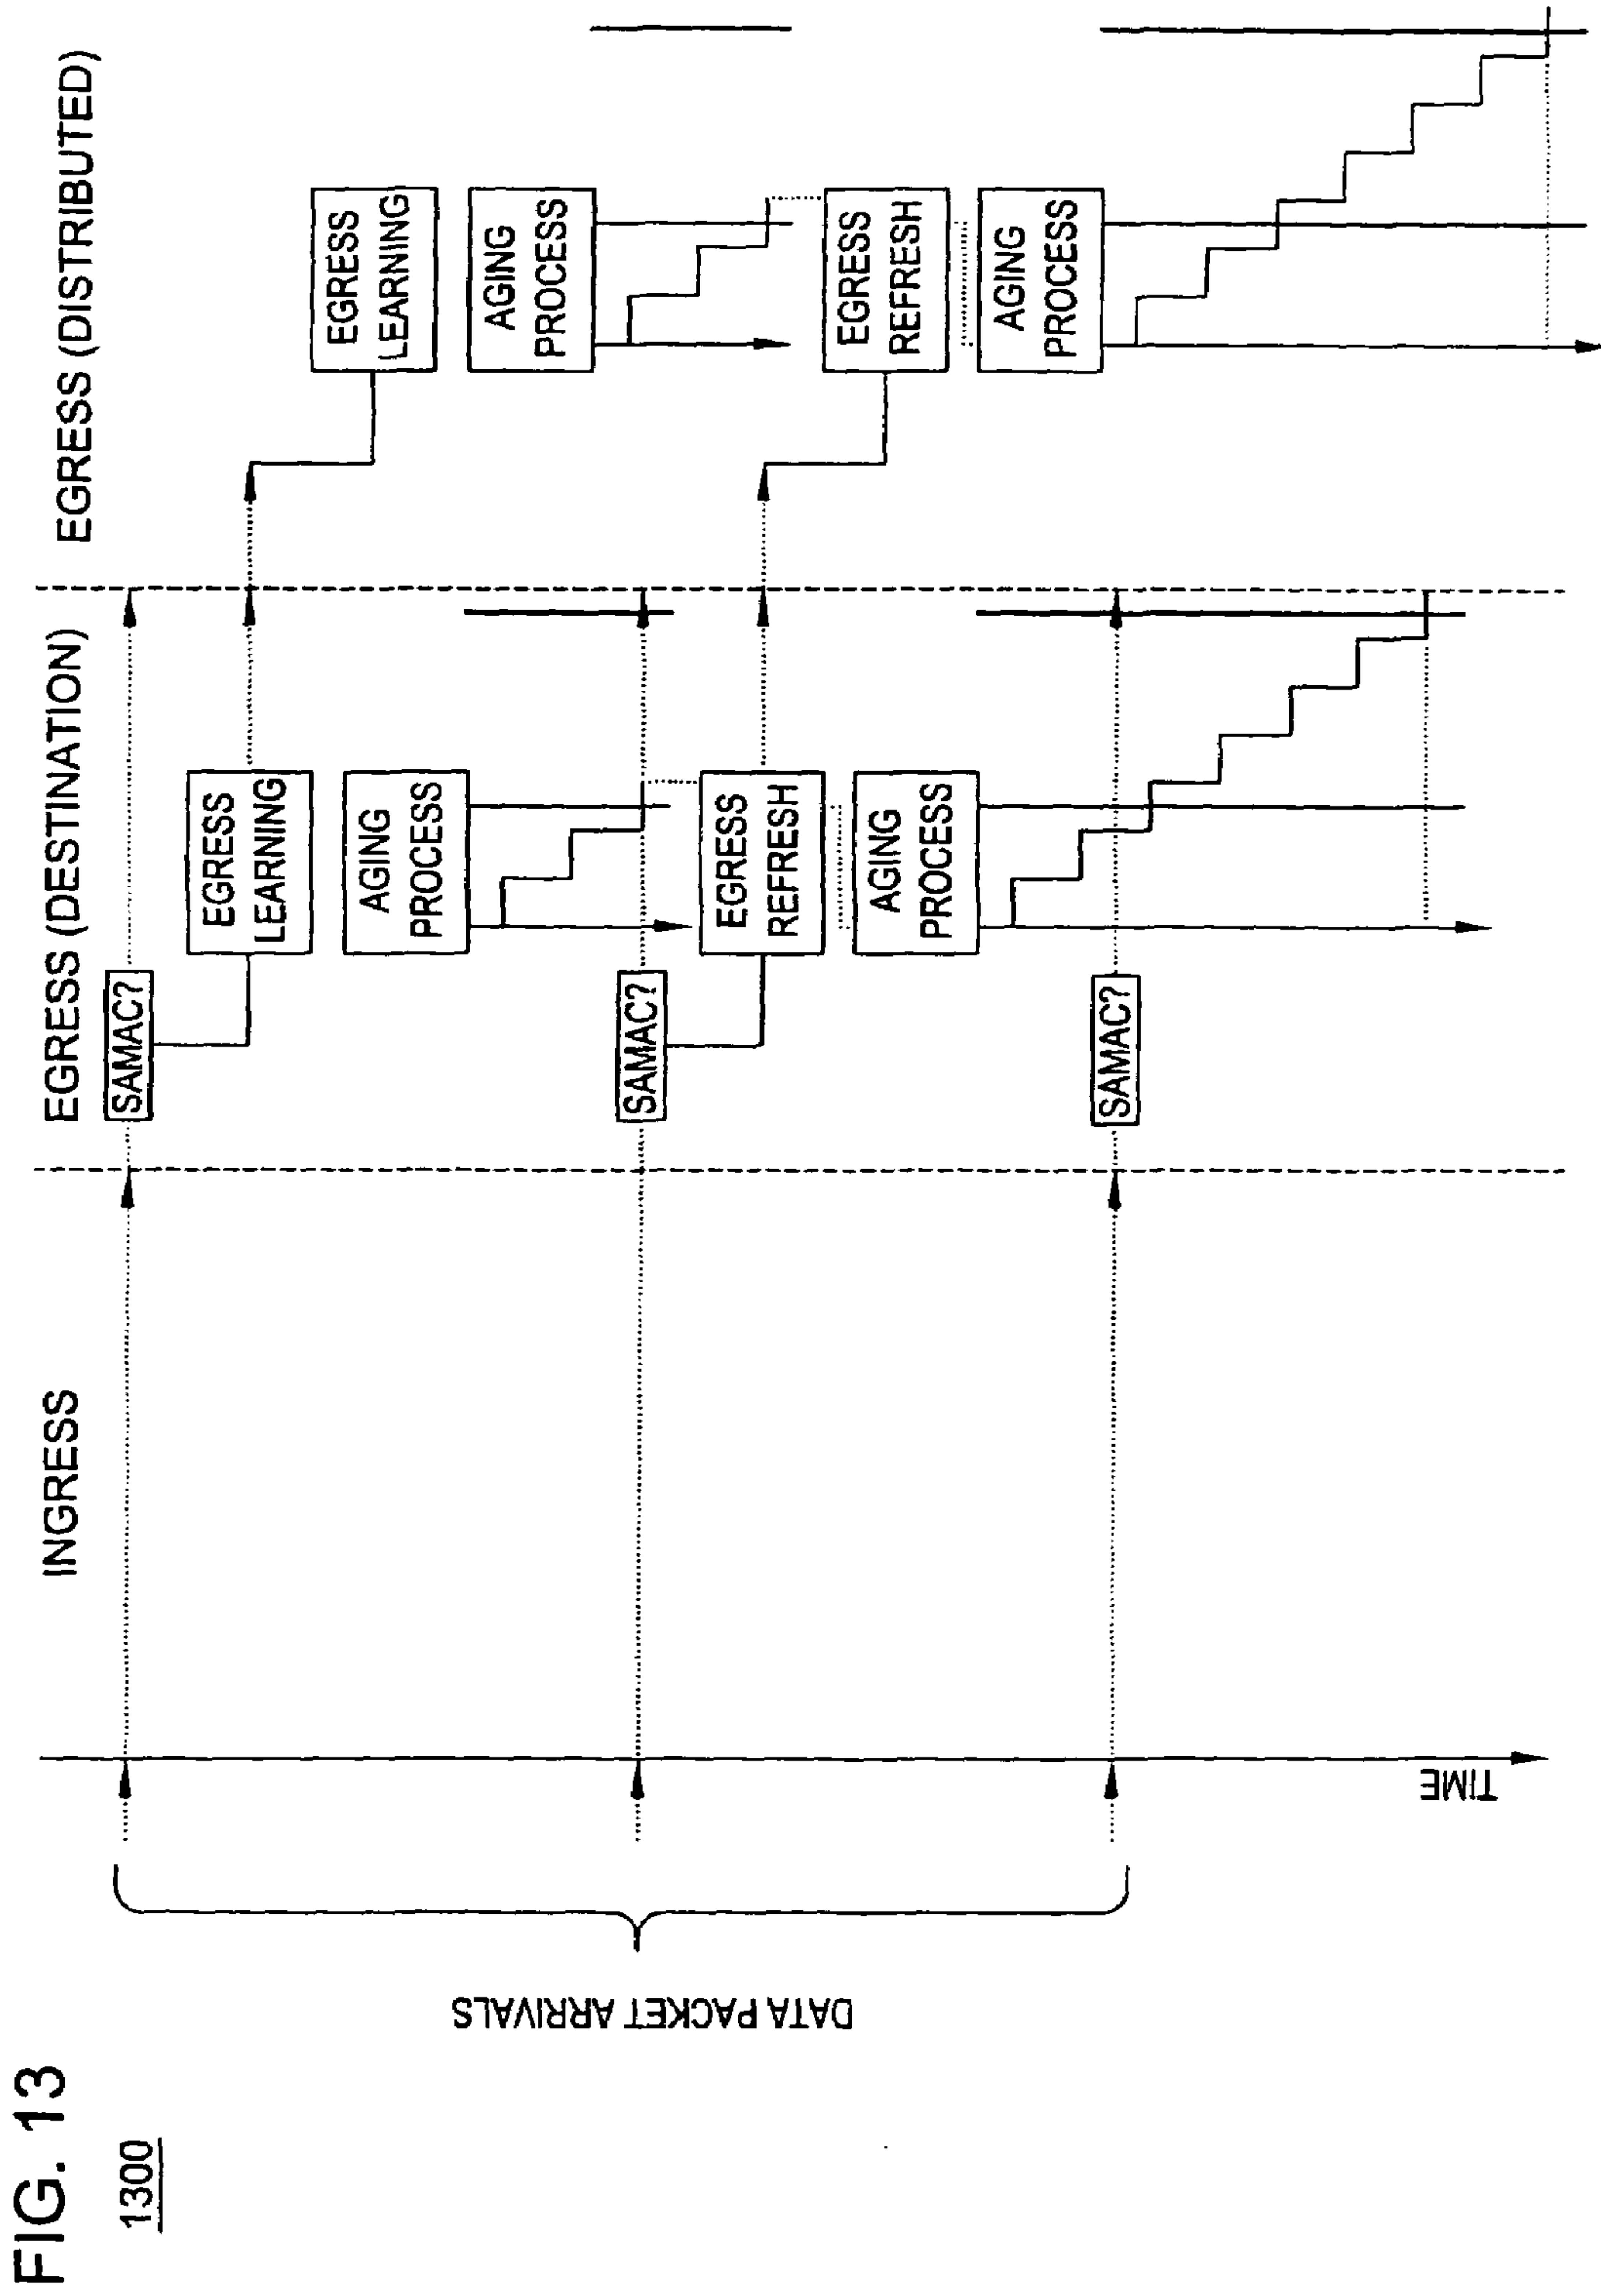 FIG. 13
1300
INGRESS
EGRESS (DESTINATION)
EGRESS (DISTRIBUTED)
DATA PACKET ARRIVALS
TIME
SAMAC?
EGRESS
LEARNING
EGRESS
LEARNING
AGING
PROCESS
AGING
PROCESS
SAMAC?
EGRESS
REFRESH
EGRESS
REFRESH
AGING
PROCESS
AGING
PROCESS
SAMAC?